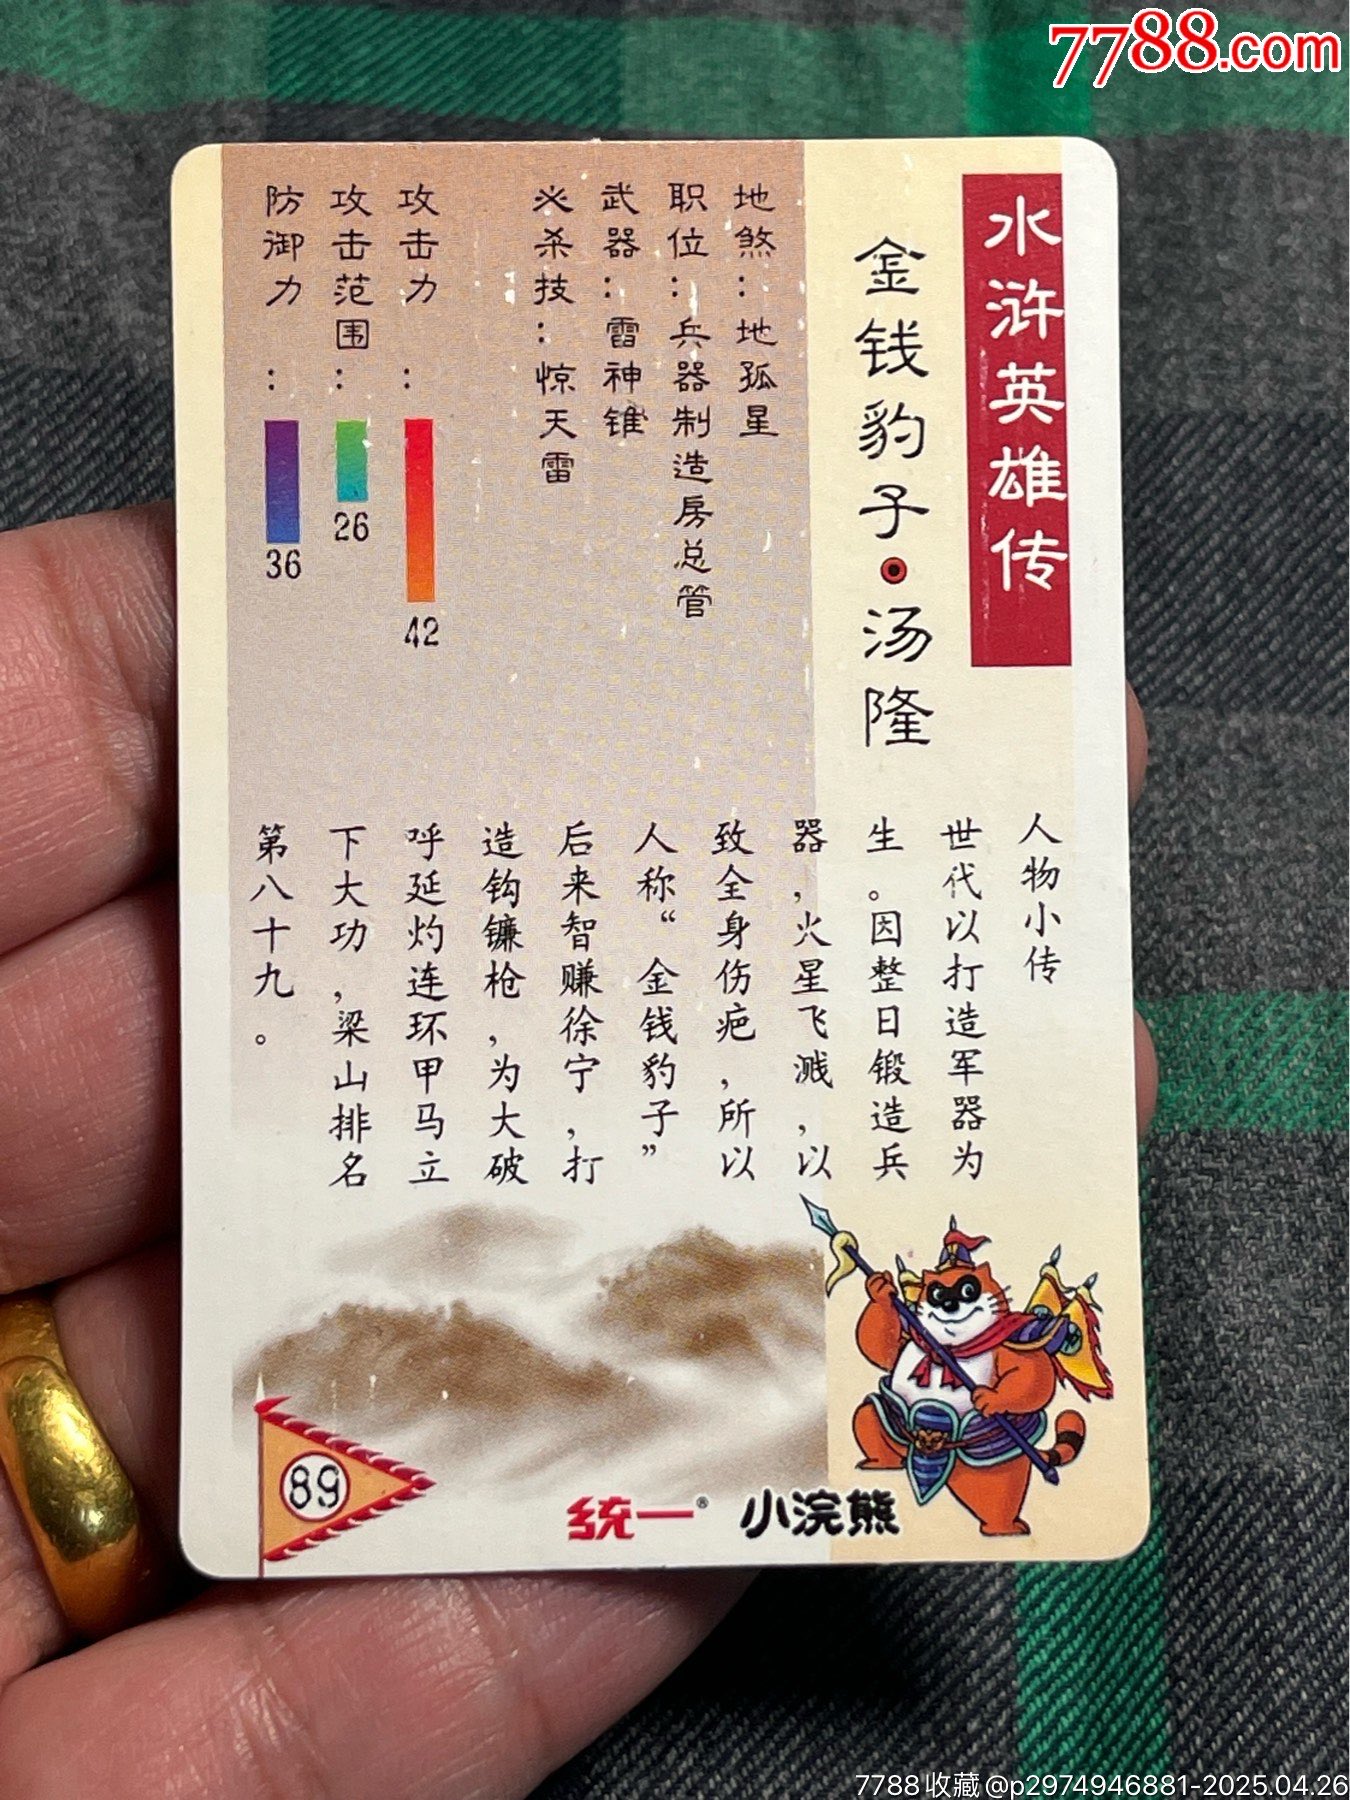 7788.com
水浒英雄传
金钱豹子·汤隆
地煞：地孤星
职位：兵器制造房总管
武器：雷神锥
必杀技：惊天雷
攻击力：
42
攻击范围：
26
防御力：
36
人物小传
世代以打造军器为
生。因整日锻造兵
器，火星飞溅，以
致全身伤疤，所以
人称“金钱豹子”
后来智赚徐宁，打
造钩镰枪，为大破
呼延灼连环甲马立
下大功，梁山排名
第八十九。
89
统一® 小浣熊
7788收藏@p2974946881-2025.04.26